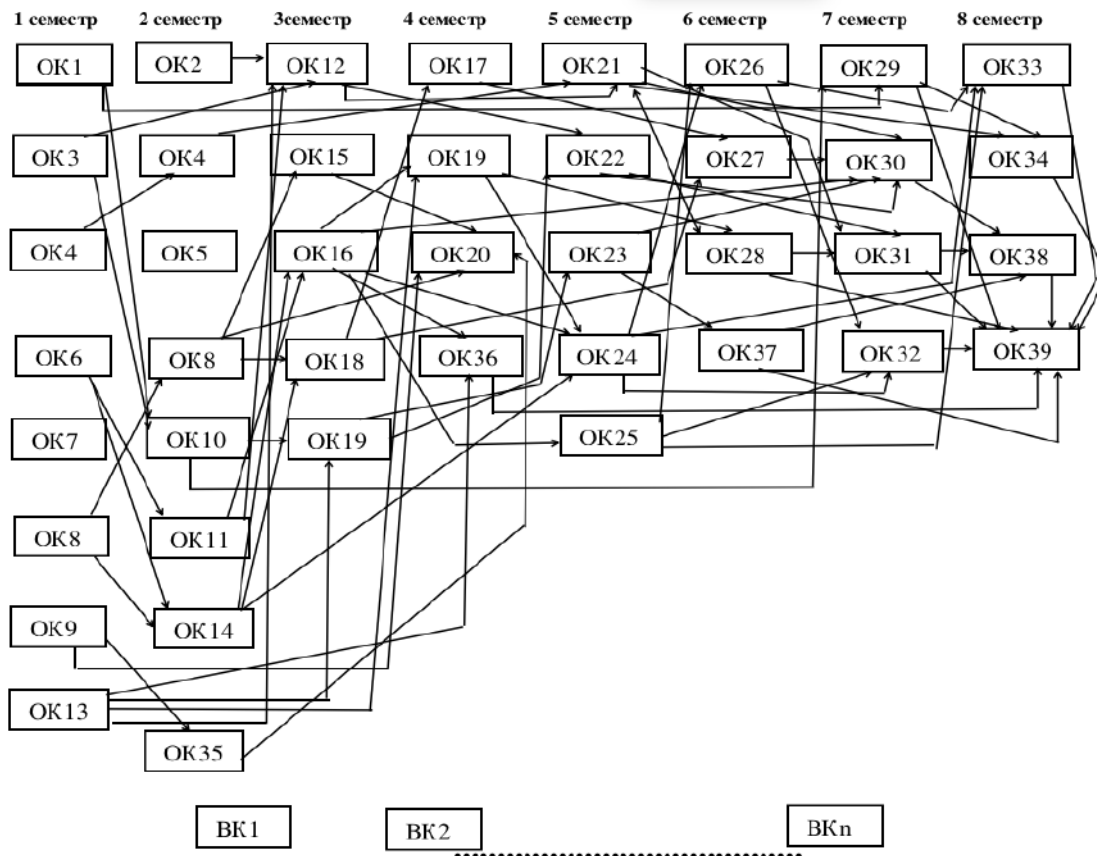 1 семестр 2 семестр 3семестр 4 семестр 5 семестр 6 семестр 7 семестр 8 семестр
ОК1 ОК2 ОК12 ОК17 ОК21 ОК26 ОК29 ОК33
ОК3 ОК4 ОК15 ОК19 ОК22 ОК27 ОК30 ОК34
ОК4 ОК5 ОК16 ОК20 ОК23 ОК28 ОК31 ОК38
ОК6 ОК8 ОК18 ОК36 ОК24 ОК37 ОК32 ОК39
ОК7 ОК10 ОК19 ОК25
ОК8 ОК11
ОК9 ОК14
ОК13
ОК35
ВК1 ВК2 ВКn